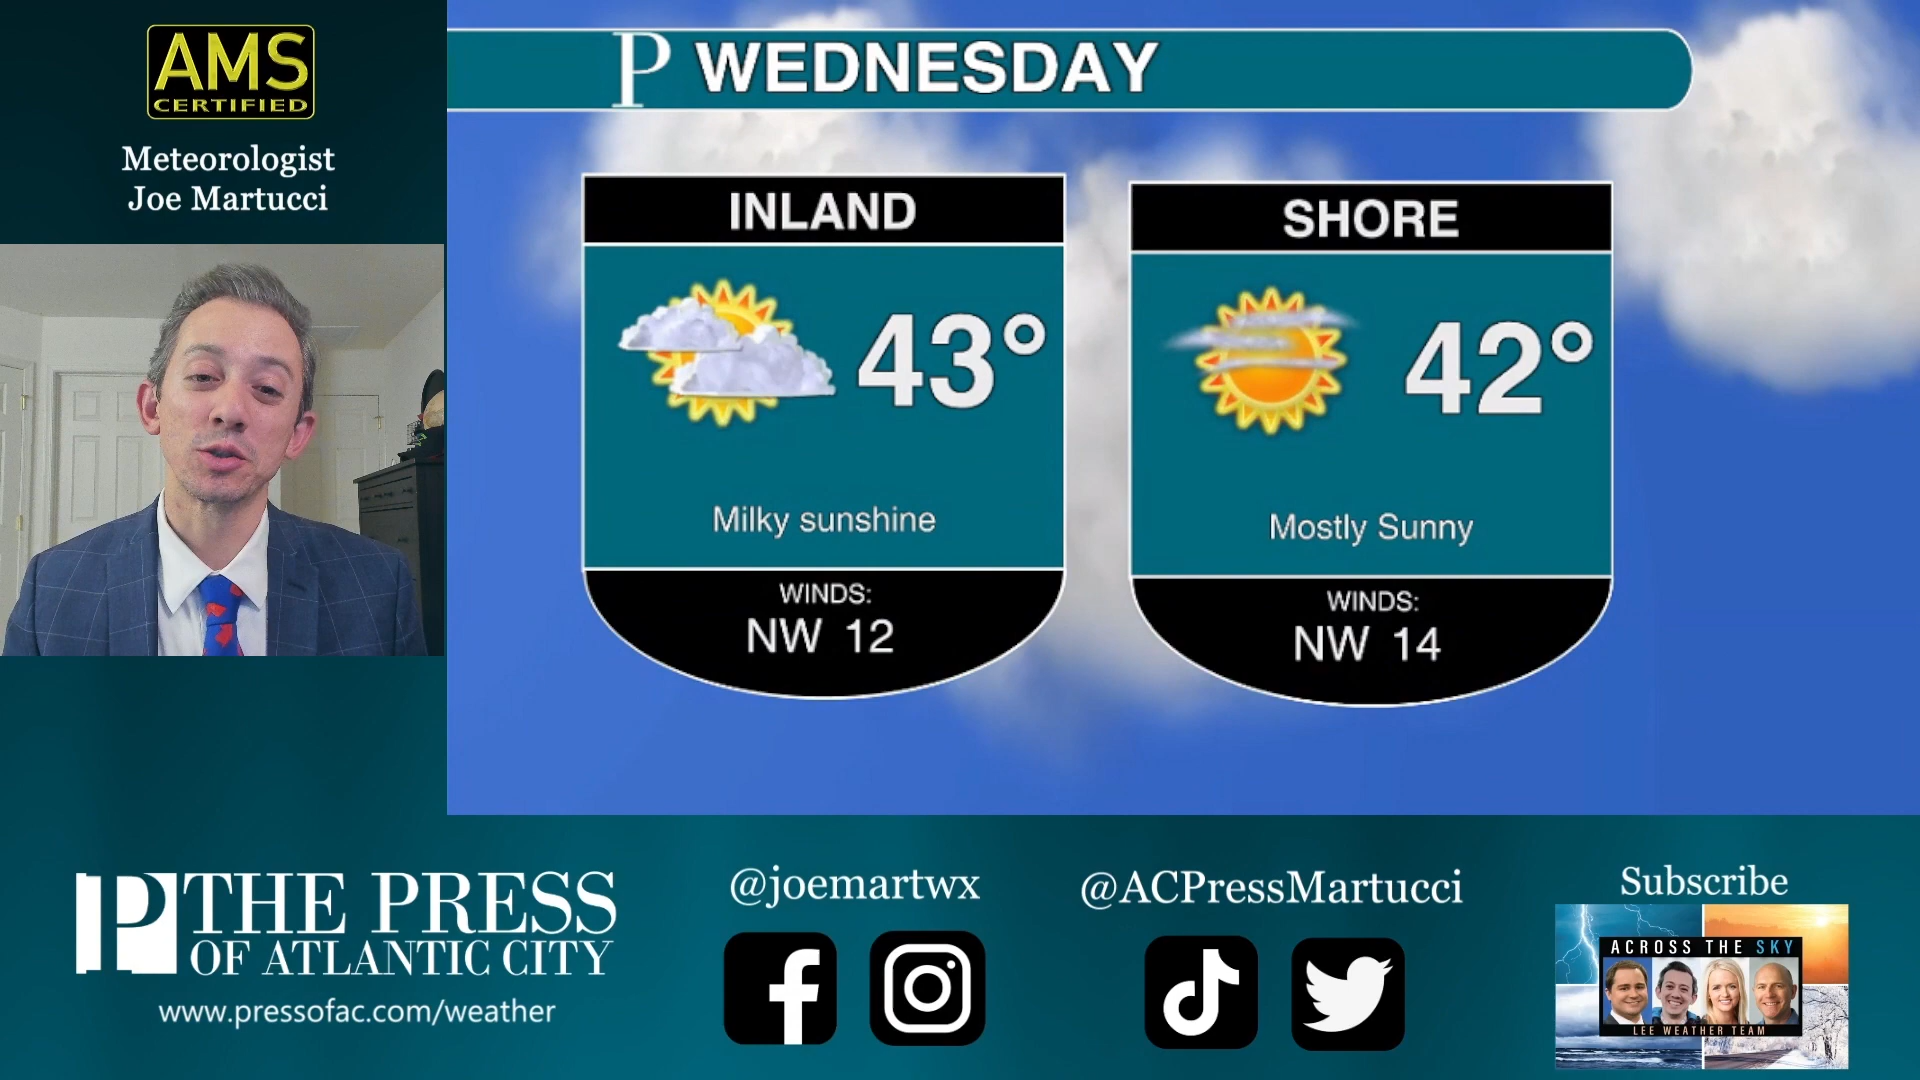 AMS
CERTIFIED
Meteorologist
Joe Martucci
P WEDNESDAY
INLAND
43°
Milky sunshine
WINDS:
NW 12
SHORE
42°
Mostly Sunny
WINDS:
NW 14
P THE PRESS
OF ATLANTIC CITY
www.pressofac.com/weather
@joemartwx
@ACPressMartucci
Subscribe
ACROSS THE SKY
LEE WEATHER TEAM